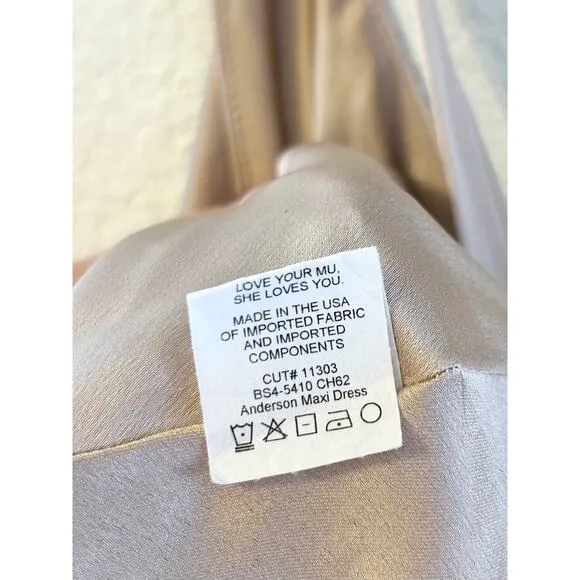 LOVE YOUR MU,
SHE LOVES YOU.
MADE IN THE USA
OF IMPORTED FABRIC
AND IMPORTED
COMPONENTS
CUT# 11303
BS4-5410 CH62
Anderson Maxi Dress